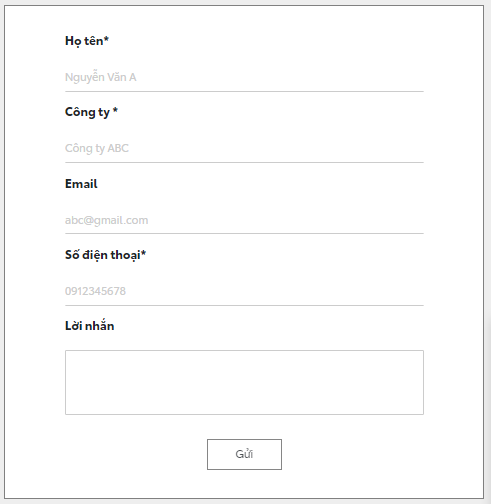 Họ tên*
Nguyễn Văn A
Công ty *
Công ty ABC
Email
abc@gmail.com
Số điện thoại*
0912345678
Lời nhắn
Gửi